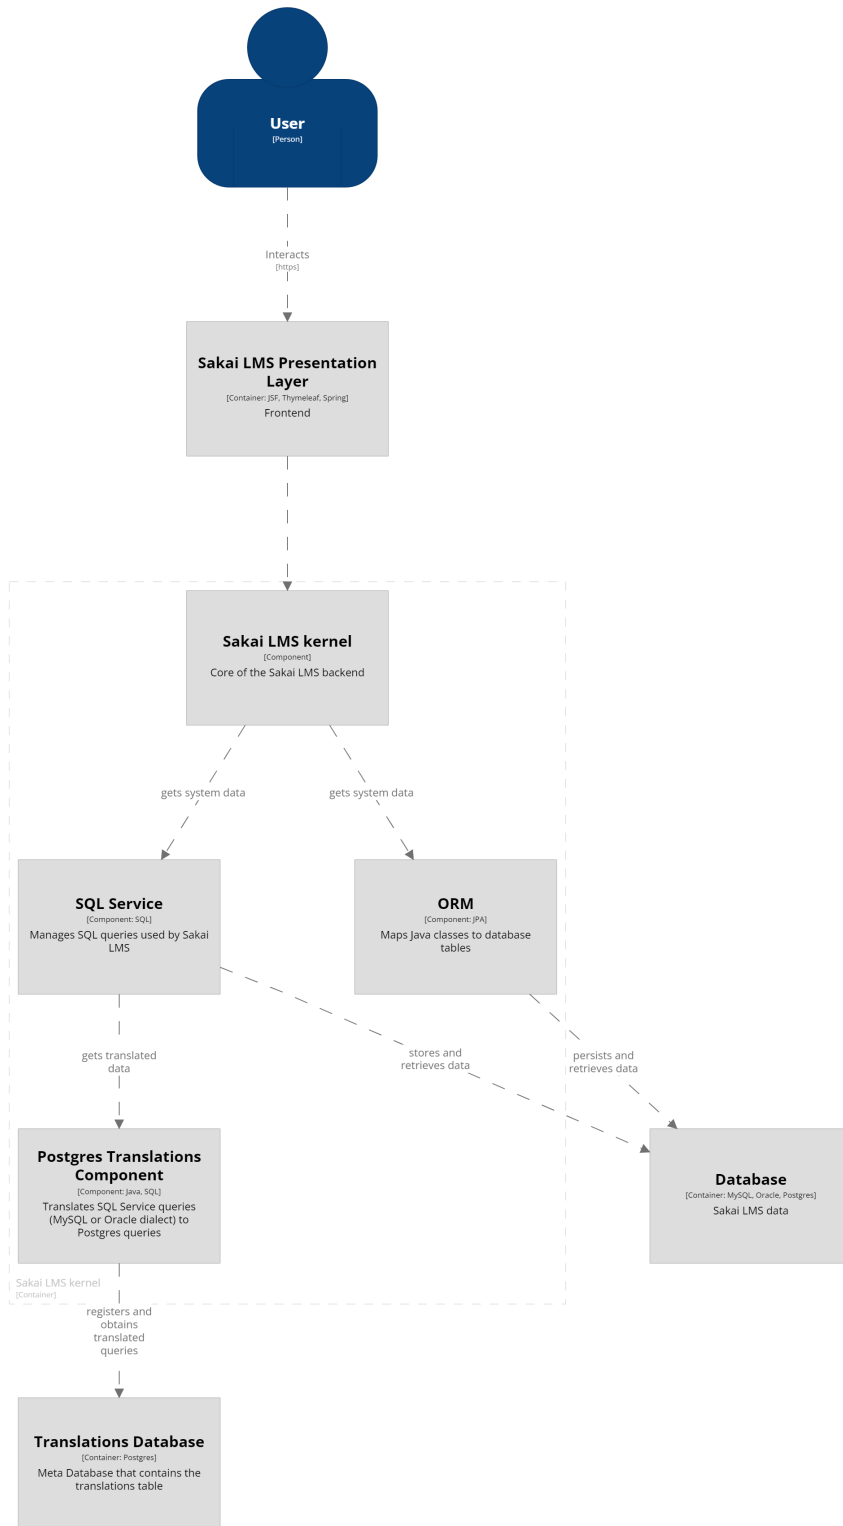 User
[Person]
Interacts
[https]
Sakai LMS Presentation
Layer
[Container: JSF, Thymeleaf, Spring]
Frontend
Sakai LMS kernel
[Component]
Core of the Sakai LMS backend
gets system data
gets system data
SQL Service
[Component: SQL]
Manages SQL queries used by Sakai
LMS
ORM
[Component: JPA]
Maps Java classes to database
tables
gets translated
data
stores and
retrieves data
persists and
retrieves data
Postgres Translations
Component
[Component: Java, SQL]
Translates SQL Service queries
(MySQL or Oracle dialect) to
Postgres queries
Database
[Container: MySQL, Oracle, Postgres]
Sakai LMS data
Sakai LMS kernel
[Container]
registers and
obtains
translated
queries
Translations Database
[Container: Postgres]
Meta Database that contains the
translations table